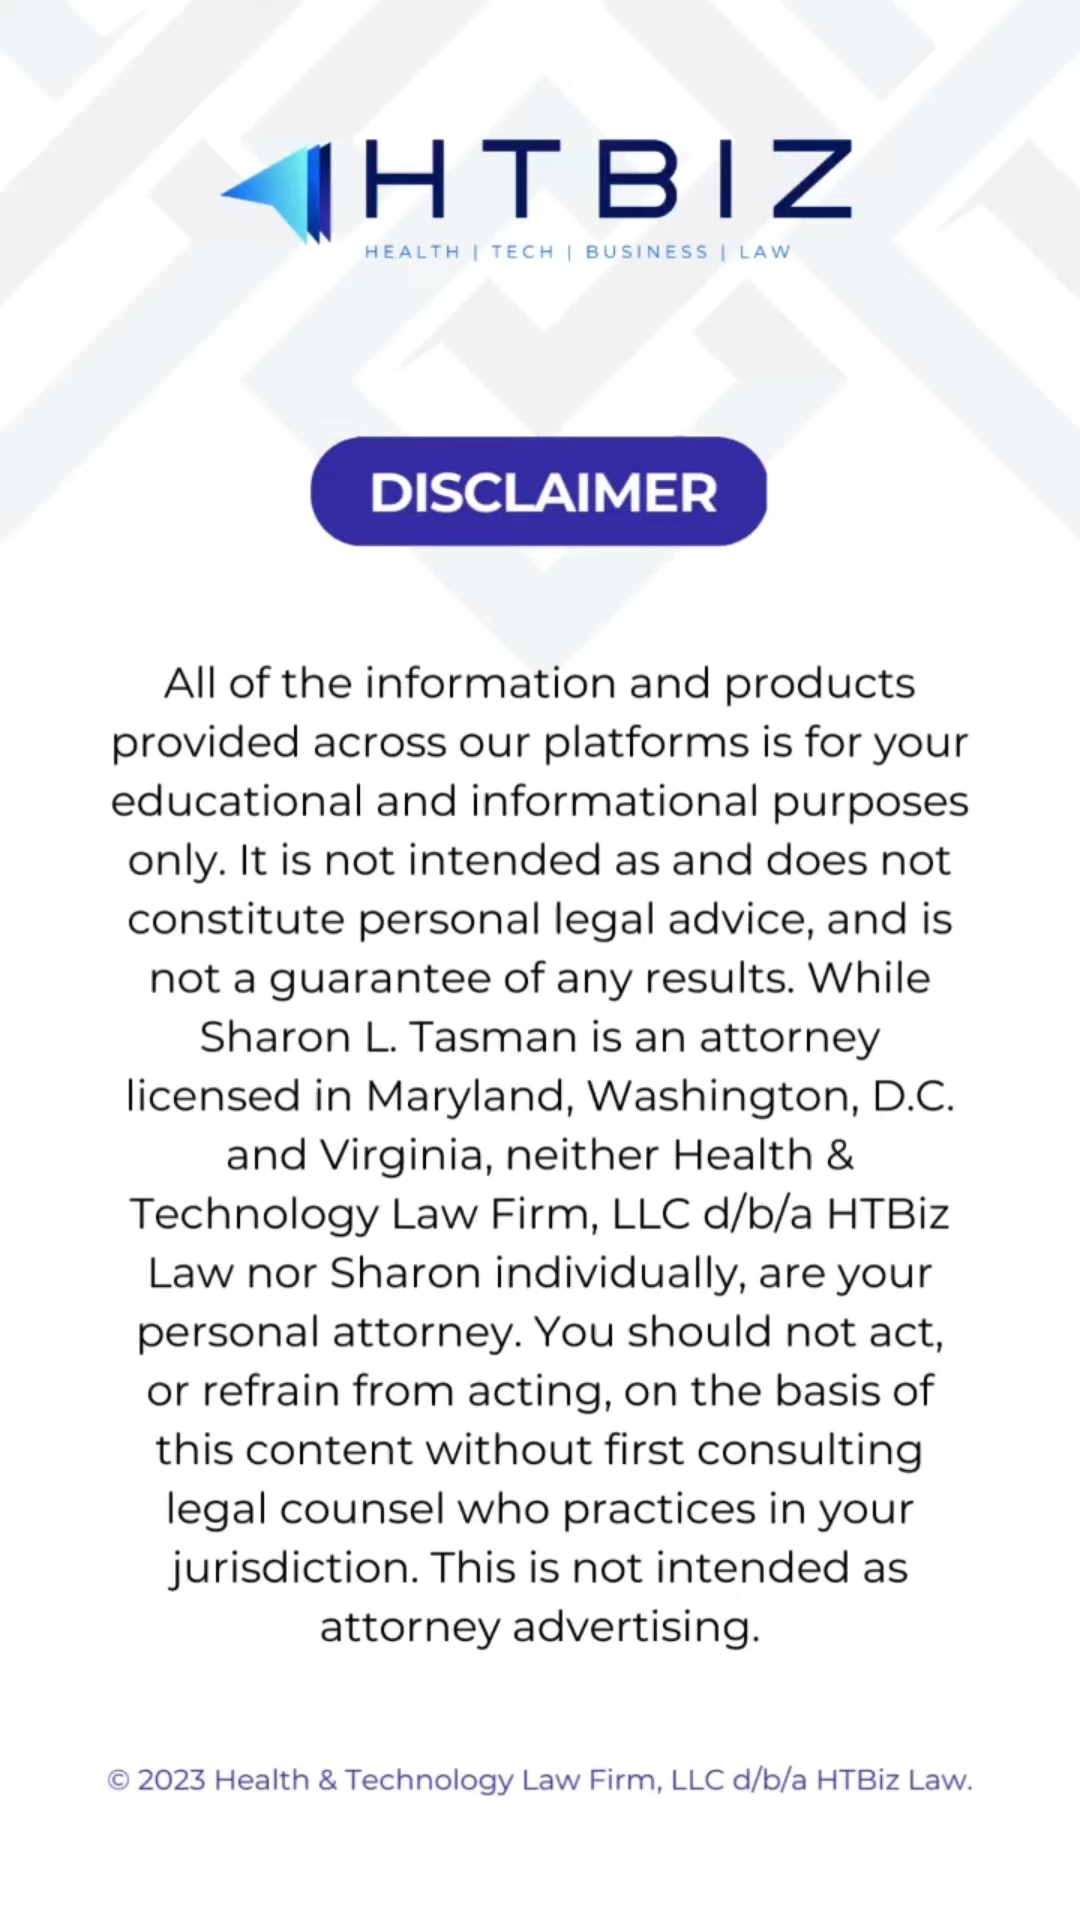 HTBIZ
HEALTH | TECH | BUSINESS | LAW
DISCLAIMER
All of the information and products
provided across our platforms is for your
educational and informational purposes
only. It is not intended as and does not
constitute personal legal advice, and is
not a guarantee of any results. While
Sharon L. Tasman is an attorney
licensed in Maryland, Washington, D.C.
and Virginia, neither Health &
Technology Law Firm, LLC d/b/a HTBiz
Law nor Sharon individually, are your
personal attorney. You should not act,
or refrain from acting, on the basis of
this content without first consulting
legal counsel who practices in your
jurisdiction. This is not intended as
attorney advertising.
© 2023 Health & Technology Law Firm, LLC d/b/a HTBiz Law.